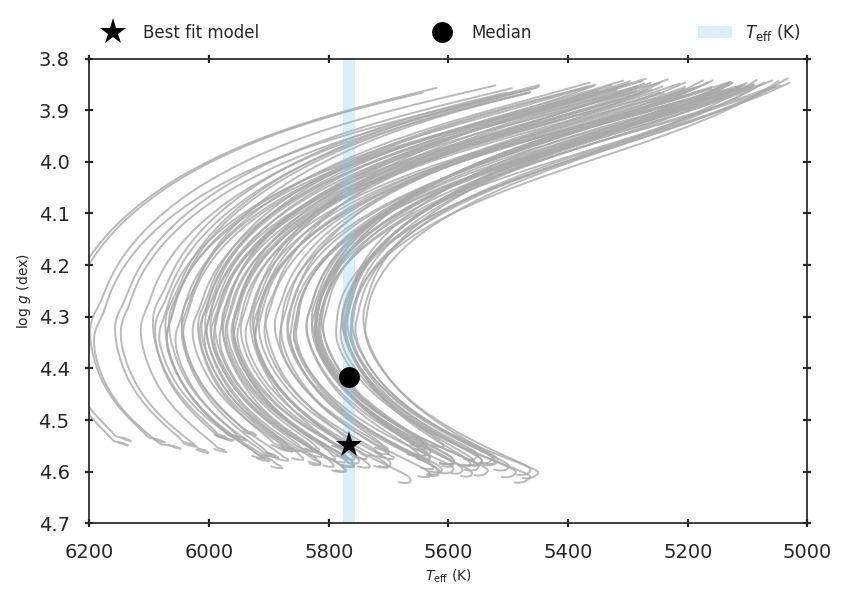 Best fit model Median T_eff (K)
3.8
3.9
4.0
4.1
4.2
4.3
4.4
4.5
4.6
4.7
log g (dex)
6200 6000 5800 5600 5400 5200 5000
T_eff (K)